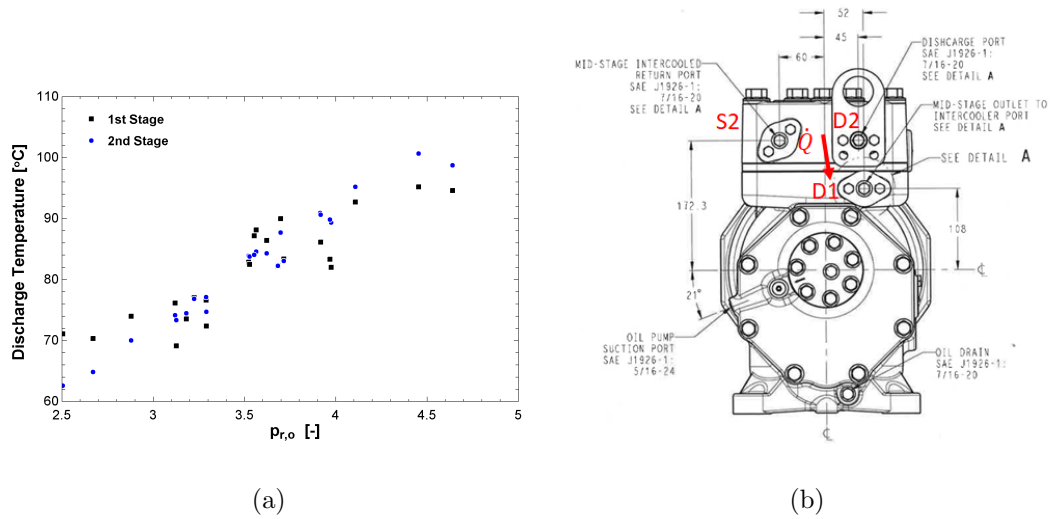 110
100
90
80
70
60
Discharge Temperature [°C]
1st Stage
2nd Stage
2.5
3
3.5
4
4.5
5
p_r,o [-]
(a)
52
45
60
DISHCARGE PORT
SAE J1926-1:
7/16-20
SEE DETAIL A
MID-STAGE INTERCOOLED
RETURN PORT
SAE J1926-1:
7/16-20
SEE DETAIL A
MID-STAGE OUTLET TO
INTERCOOLER PORT
SEE DETAIL A
S2
D2
Q̇
D1
SEE DETAIL A
172.3
108
21°
OIL PUMP
SUCTION PORT
SAE J1926-1:
5/16-24
OIL DRAIN
SAE J1926-1:
7/16-20
℄
℄
(b)